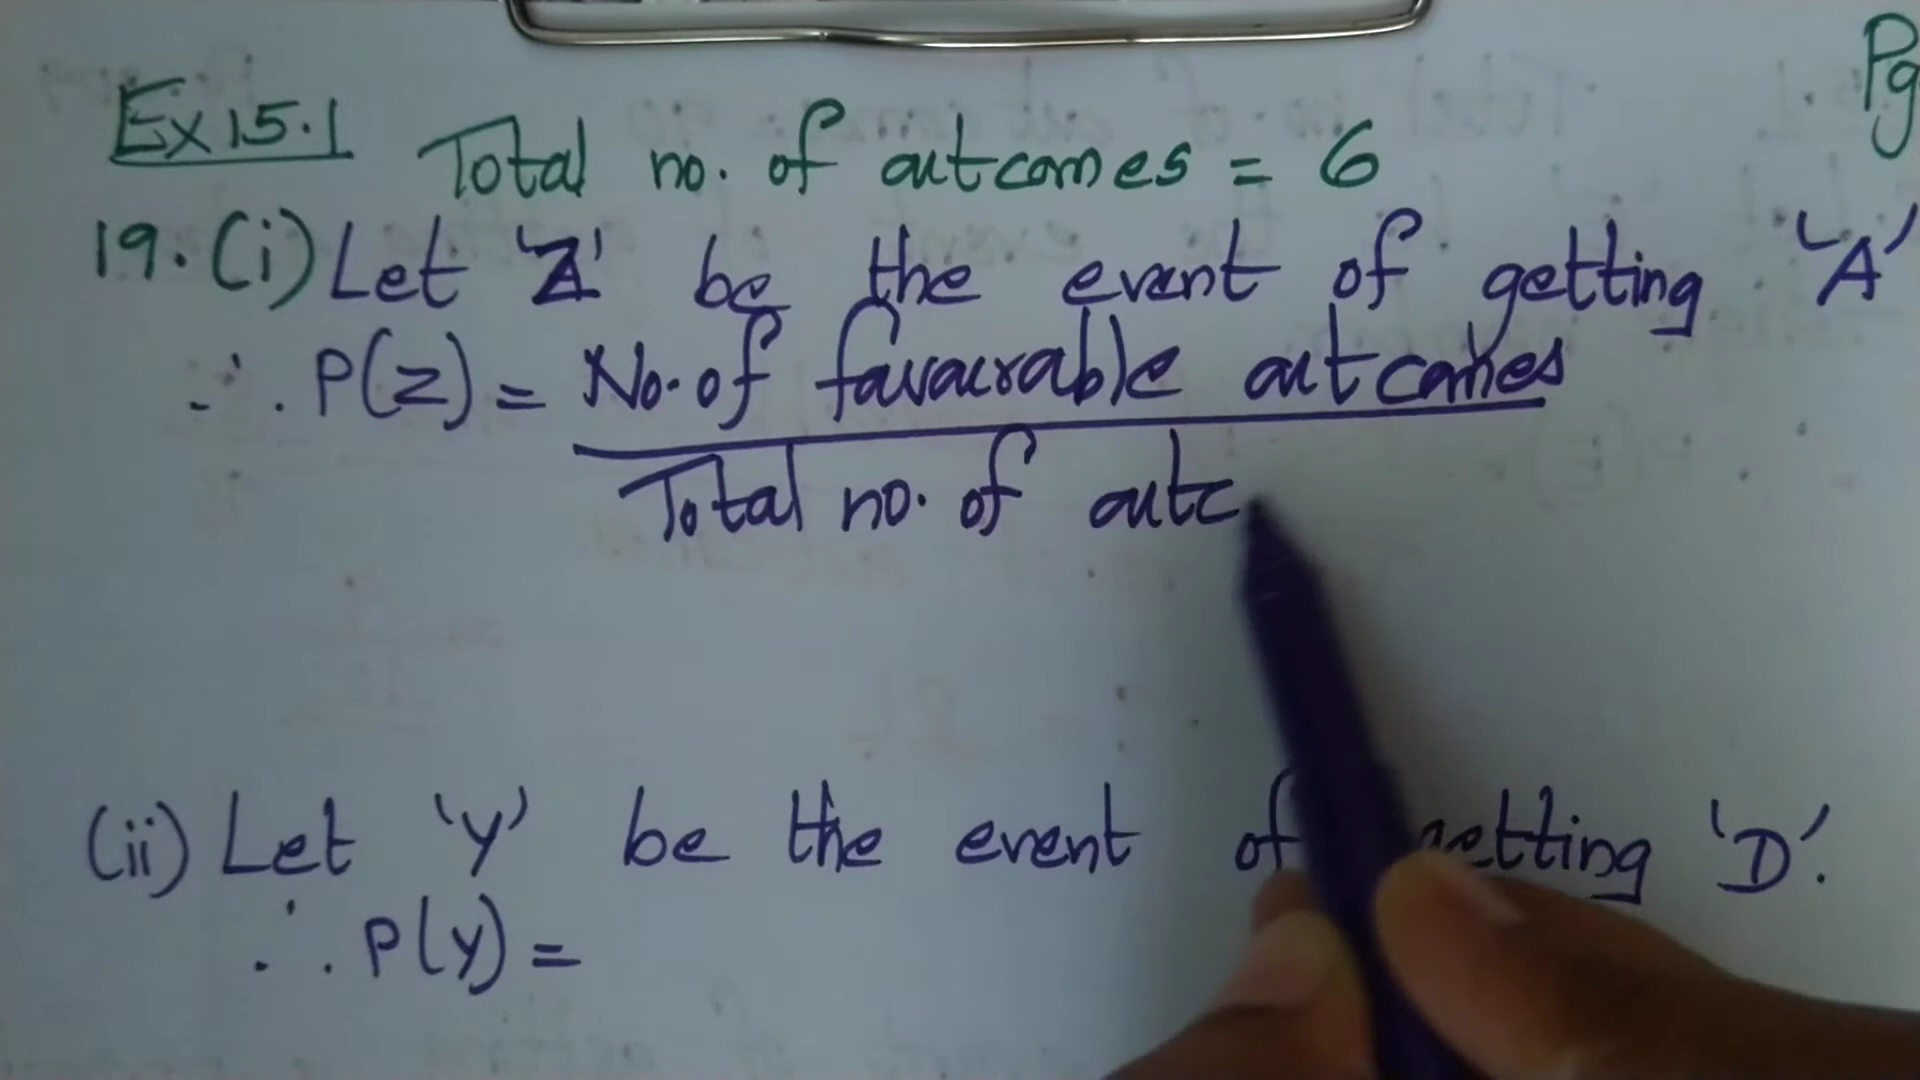 Pg
Ex 15.1 Total no. of outcomes = 6
19. (i) Let 'Z' be the event of getting 'A'
∴ P(Z) = No. of favourable outcomes
Total no. of outc
(ii) Let 'Y' be the event of getting 'D'.
∴ P(Y) =